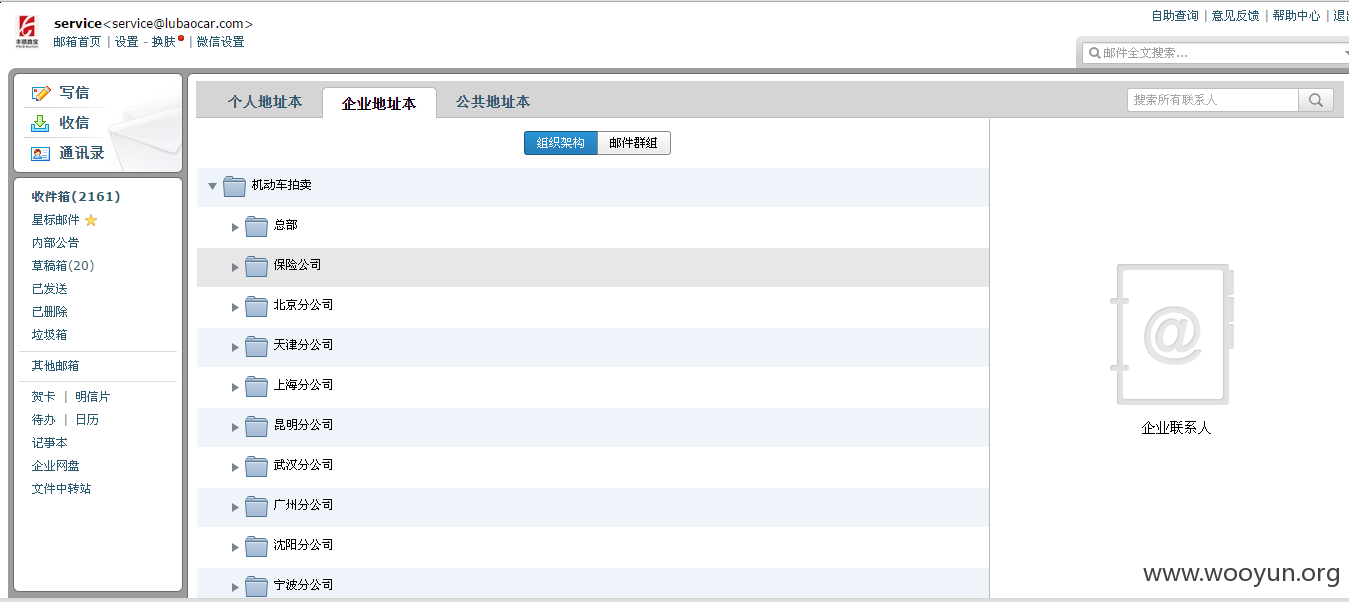 service<service@lubaocar.com>
自助查询 | 意见反馈 | 帮助中心 | 退
邮箱首页 | 设置 - 换肤 | 微信设置
邮件全文搜索...
写信
收信
通讯录
收件箱(2161)
星标邮件
内部公告
草稿箱(20)
已发送
已删除
垃圾箱
其他邮箱
贺卡 | 明信片
待办 | 日历
记事本
企业网盘
文件中转站
个人地址本
企业地址本
公共地址本
搜索所有联系人
组织架构
邮件群组
机动车拍卖
总部
保险公司
北京分公司
天津分公司
上海分公司
昆明分公司
武汉分公司
广州分公司
沈阳分公司
宁波分公司
@
企业联系人
www.wooyun.org